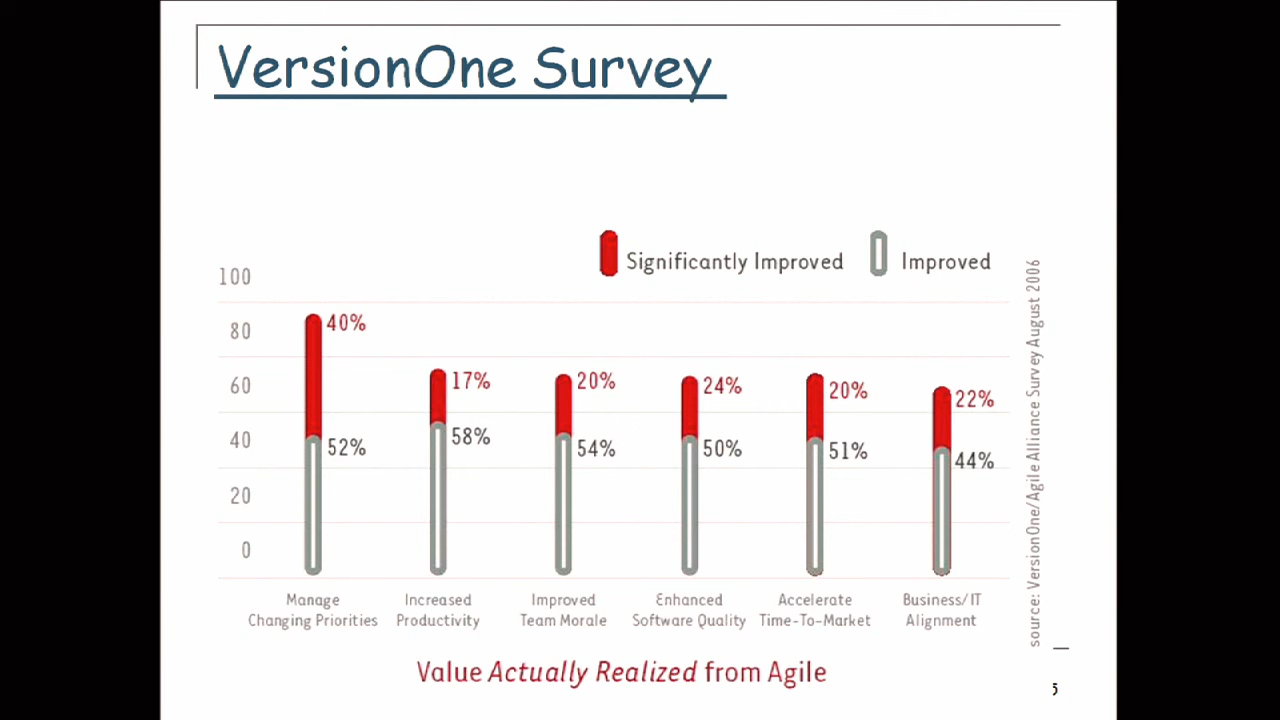 VersionOne Survey
Significantly Improved
Improved
100
80
60
40
20
0
40%
52%
17%
58%
20%
54%
24%
50%
20%
51%
22%
44%
Manage
Changing Priorities
Increased
Productivity
Improved
Team Morale
Enhanced
Software Quality
Accelerate
Time-To-Market
Business/IT
Alignment
Value Actually Realized from Agile
source: VersionOne/Agile Alliance Survey August 2006
5